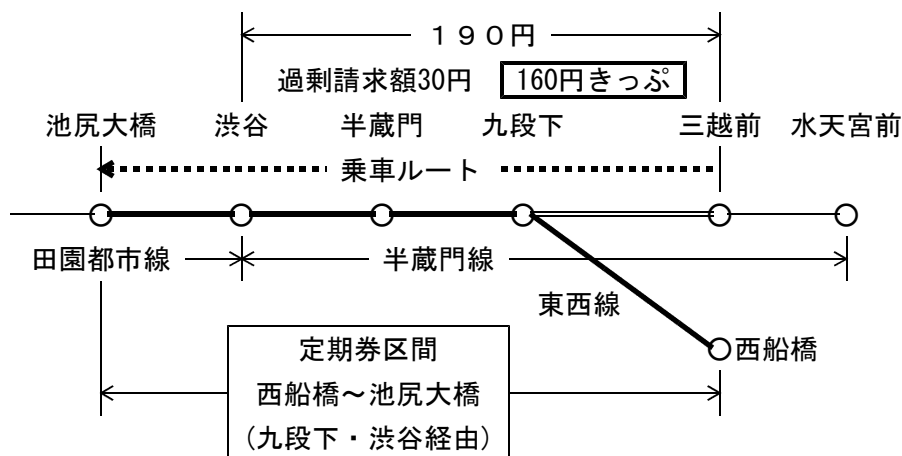 １９０円
過剰請求額30円 160円きっぷ
池尻大橋 渋谷 半蔵門 九段下 三越前 水天宮前
乗車ルート
田園都市線 半蔵門線
東西線
西船橋
定期券区間
西船橋～池尻大橋
(九段下・渋谷経由)